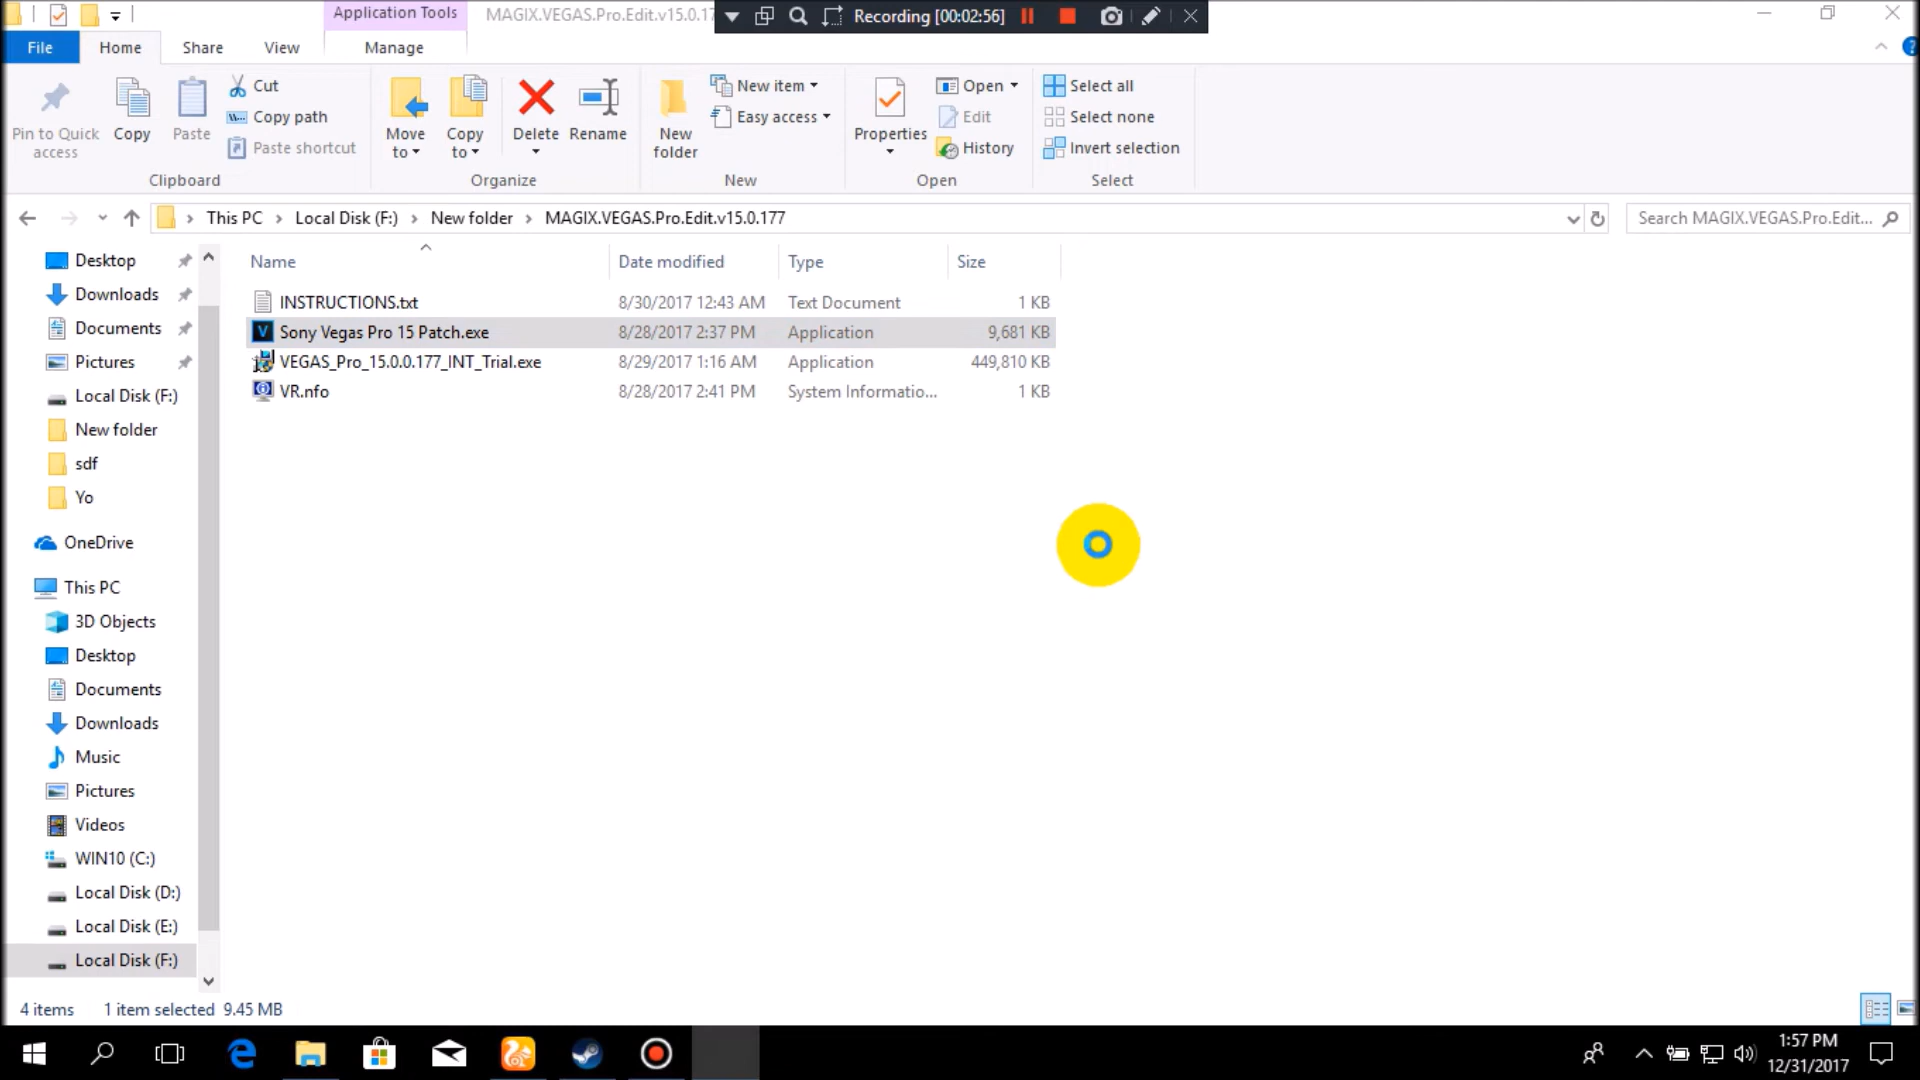 Application Tools
MAGIX.VEGAS.Pro.Edit.v15.0.17
Recording [00:02:56]
File
Home
Share
View
Manage
Pin to Quick access
Copy
Paste
Cut
Copy path
Paste shortcut
Clipboard
Move to
Copy to
Delete
Rename
Organize
New folder
New item
Easy access
New
Properties
Open
Edit
History
Open
Select all
Select none
Invert selection
Select
This PC
Local Disk (F:)
New folder
MAGIX.VEGAS.Pro.Edit.v15.0.177
Search MAGIX.VEGAS.Pro.Edit...
Name Date modified Type Size
INSTRUCTIONS.txt 8/30/2017 12:43 AM Text Document 1 KB
Sony Vegas Pro 15 Patch.exe 8/28/2017 2:37 PM Application 9,681 KB
VEGAS_Pro_15.0.0.177_INT_Trial.exe 8/29/2017 1:16 AM Application 449,810 KB
VR.nfo 8/28/2017 2:41 PM System Informatio... 1 KB
Desktop
Downloads
Documents
Pictures
Local Disk (F:)
New folder
sdf
Yo
OneDrive
This PC
3D Objects
Desktop
Documents
Downloads
Music
Pictures
Videos
WIN10 (C:)
Local Disk (D:)
Local Disk (E:)
Local Disk (F:)
4 items 1 item selected 9.45 MB
1:57 PM
12/31/2017